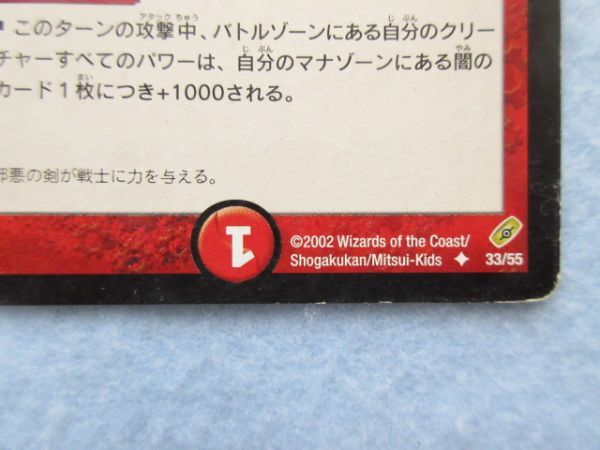 このターンの攻撃中、バトルゾーンにある自分のクリー
チャーすべてのパワーは、自分のマナゾーンにある闇の
カード1枚につき+1000される。
邪悪の剣が戦士に力を与える。
1
©2002 Wizards of the Coast/
Shogakukan/Mitsui-Kids 33/55